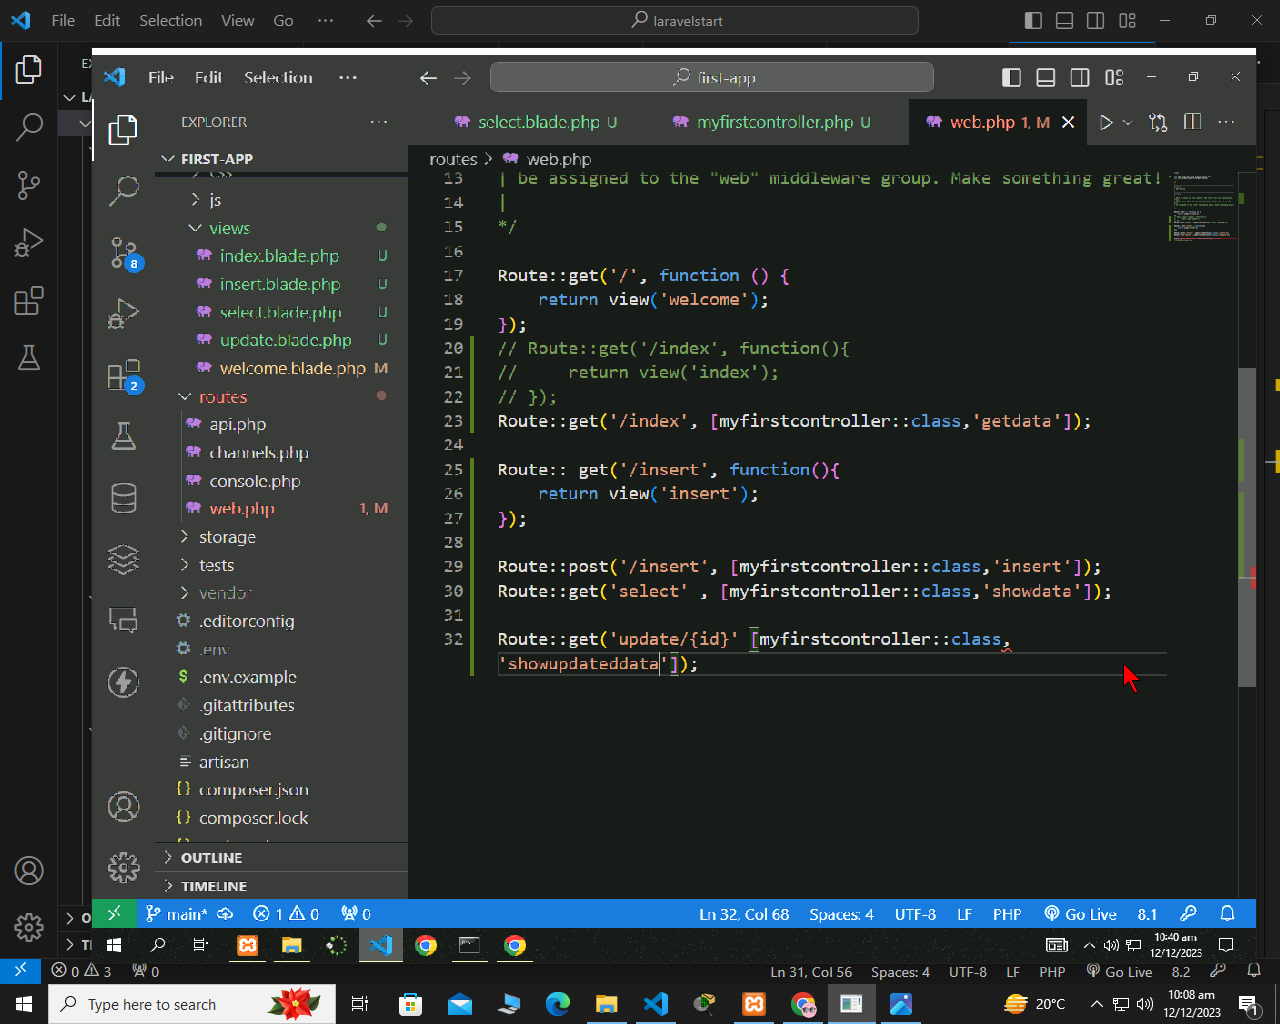 File Edit Selection View Go ··· laravelstart
File Edit Selection ··· first-app
EXPLORER ···
select.blade.php U myfirstcontroller.php U web.php 1, M
FIRST-APP
routes > web.php
js
views
index.blade.php U
insert.blade.php U
select.blade.php U
update.blade.php U
welcome.blade.php M
routes
api.php
channels.php
console.php
web.php 1, M
storage
tests
vendor
.editorconfig
.env
.env.example
.gitattributes
.gitignore
artisan
composer.json
composer.lock
OUTLINE
TIMELINE
8
2
13 | be assigned to the "web" middleware group. Make something great!
14 |
15 */
16
17 Route::get('/', function () {
18 return view('welcome');
19 });
20 // Route::get('/index', function(){
21 // return view('index');
22 // });
23 Route::get('/index', [myfirstcontroller::class,'getdata']);
24
25 Route:: get('/insert', function(){
26 return view('insert');
27 });
28
29 Route::post('/insert', [myfirstcontroller::class,'insert']);
30 Route::get('select' , [myfirstcontroller::class,'showdata']);
31
32 Route::get('update/{id}' [myfirstcontroller::class,
'showupdateddata']);
main* 1 0 0 Ln 32, Col 68 Spaces: 4 UTF-8 LF PHP Go Live 8.1
10:40 am
12/12/2023
0 3 0 Ln 31, Col 56 Spaces: 4 UTF-8 LF PHP Go Live 8.2
Type here to search 20°C 10:08 am
12/12/2023
1